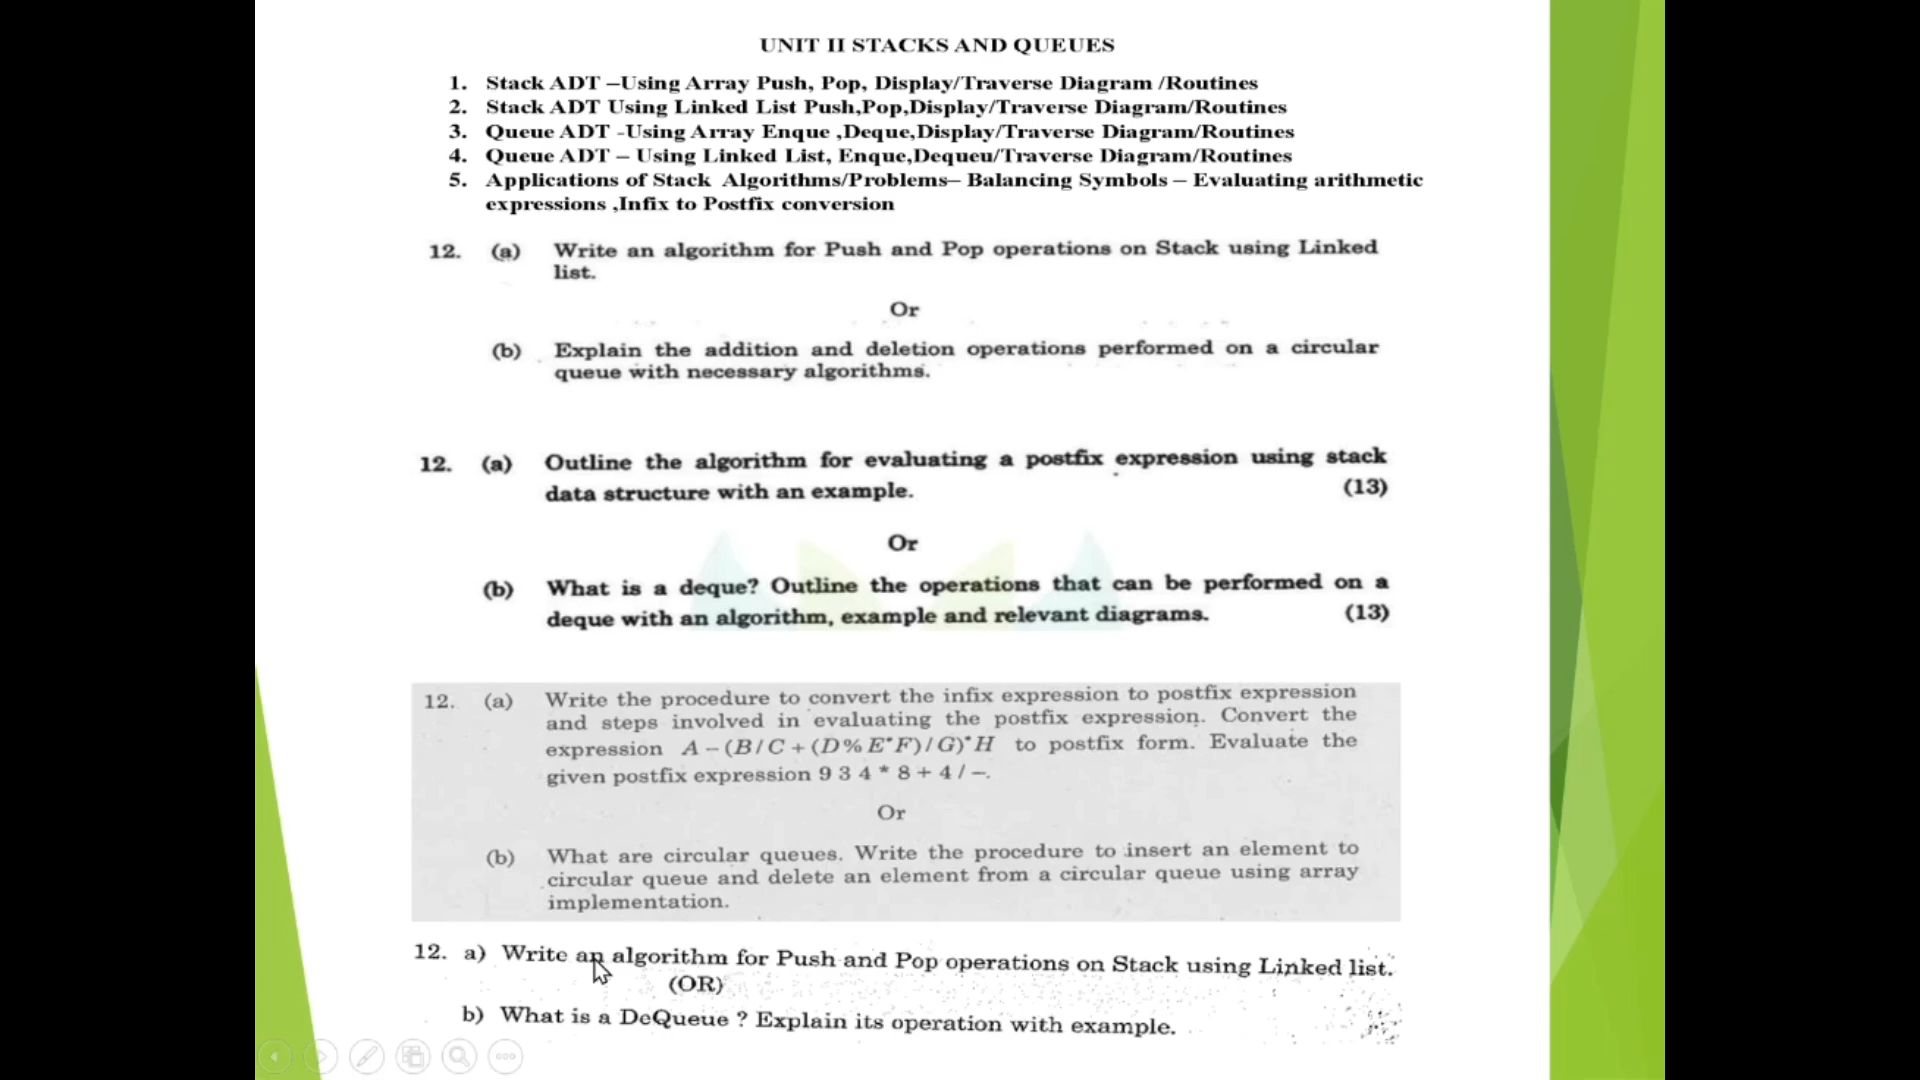 UNIT II STACKS AND QUEUES
1. Stack ADT –Using Array Push, Pop, Display/Traverse Diagram /Routines
2. Stack ADT Using Linked List Push,Pop,Display/Traverse Diagram/Routines
3. Queue ADT -Using Array Enque ,Deque,Display/Traverse Diagram/Routines
4. Queue ADT – Using Linked List, Enque,Dequeu/Traverse Diagram/Routines
5. Applications of Stack Algorithms/Problems– Balancing Symbols – Evaluating arithmetic
expressions ,Infix to Postfix conversion
12. (a) Write an algorithm for Push and Pop operations on Stack using Linked
list.
Or
(b) Explain the addition and deletion operations performed on a circular
queue with necessary algorithms.
12. (a) Outline the algorithm for evaluating a postfix expression using stack
data structure with an example. (13)
Or
(b) What is a deque? Outline the operations that can be performed on a
deque with an algorithm, example and relevant diagrams. (13)
12. (a) Write the procedure to convert the infix expression to postfix expression
and steps involved in evaluating the postfix expression. Convert the
expression A – (B/C + (D% E*F)/G)*H to postfix form. Evaluate the
given postfix expression 9 3 4 * 8 + 4 / –.
Or
(b) What are circular queues. Write the procedure to insert an element to
circular queue and delete an element from a circular queue using array
implementation.
12. a) Write an algorithm for Push and Pop operations on Stack using Linked list.
(OR)
b) What is a DeQueue ? Explain its operation with example.